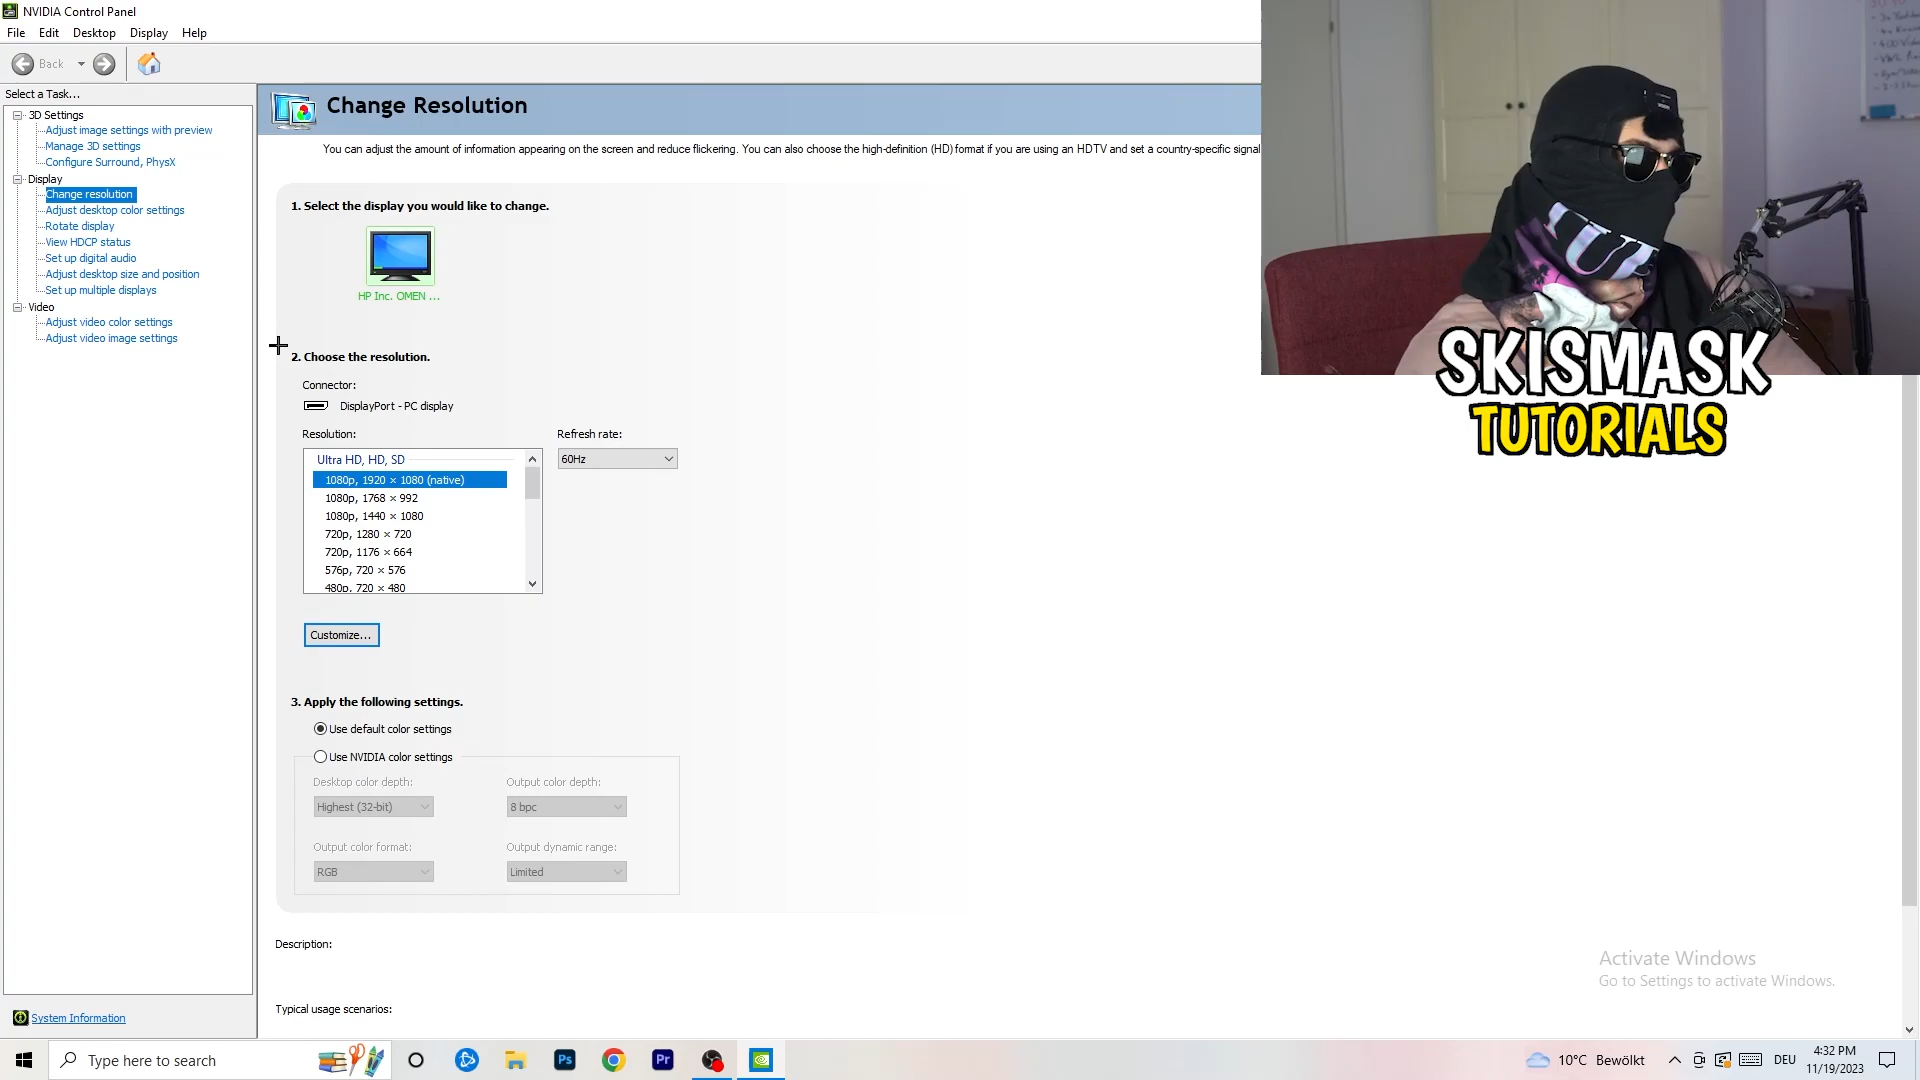 NVIDIA Control Panel
File Edit Desktop Display Help
Back
Select a Task...
3D Settings
Adjust image settings with preview
Manage 3D settings
Configure Surround, PhysX
Display
Change resolution
Adjust desktop color settings
Rotate display
View HDCP status
Set up digital audio
Adjust desktop size and position
Set up multiple displays
Video
Adjust video color settings
Adjust video image settings
System Information
Change Resolution
You can adjust the amount of information appearing on the screen and reduce flickering. You can also choose the high-definition (HD) format if you are using an HDTV and set a country-specific signal
1. Select the display you would like to change.
HP Inc. OMEN ...
2. Choose the resolution.
Connector:
DisplayPort - PC display
Resolution:
Refresh rate:
60Hz
Ultra HD, HD, SD
1080p, 1920 × 1080 (native)
1080p, 1768 × 992
1080p, 1440 × 1080
720p, 1280 × 720
720p, 1176 × 664
576p, 720 × 576
480p, 720 × 480
Customize...
3. Apply the following settings.
Use default color settings
Use NVIDIA color settings
Desktop color depth:
Output color depth:
Highest (32-bit)
8 bpc
Output color format:
Output dynamic range:
RGB
Limited
Description:
Typical usage scenarios:
SKISMASK
TUTORIALS
Activate Windows
Go to Settings to activate Windows.
Type here to search
Ps
Pr
10°C Bewölkt
DEU
4:32 PM
11/19/2023